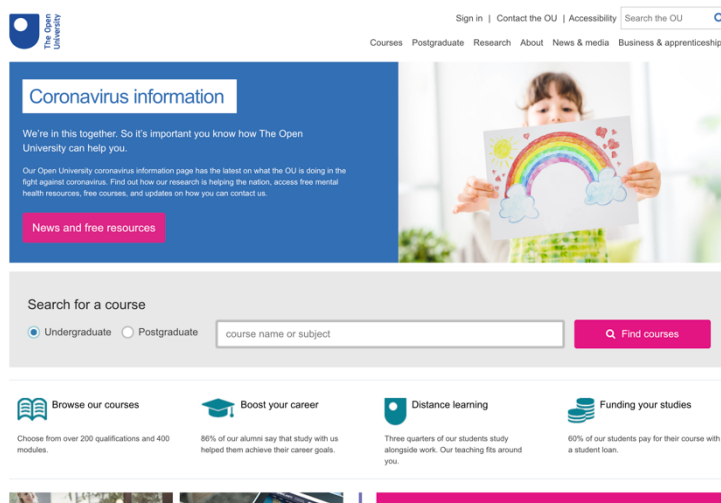 The Open
University
Sign in | Contact the OU | Accessibility
Search the OU
Courses Postgraduate Research About News & media Business & apprenticeship
Coronavirus information
We're in this together. So it's important you know how The Open
University can help you.
Our Open University coronavirus information page has the latest on what the OU is doing in the
fight against coronavirus. Find out how our research is helping the nation, access free mental
health resources, free courses, and updates on how you can contact us.
News and free resources
Search for a course
Undergraduate Postgraduate
course name or subject
Find courses
Browse our courses
Choose from over 200 qualifications and 400
modules.
Boost your career
86% of our alumni say that study with us
helped them achieve their career goals.
Distance learning
Three quarters of our students study
alongside work. Our teaching fits around
you.
Funding your studies
60% of our students pay for their course with
a student loan.